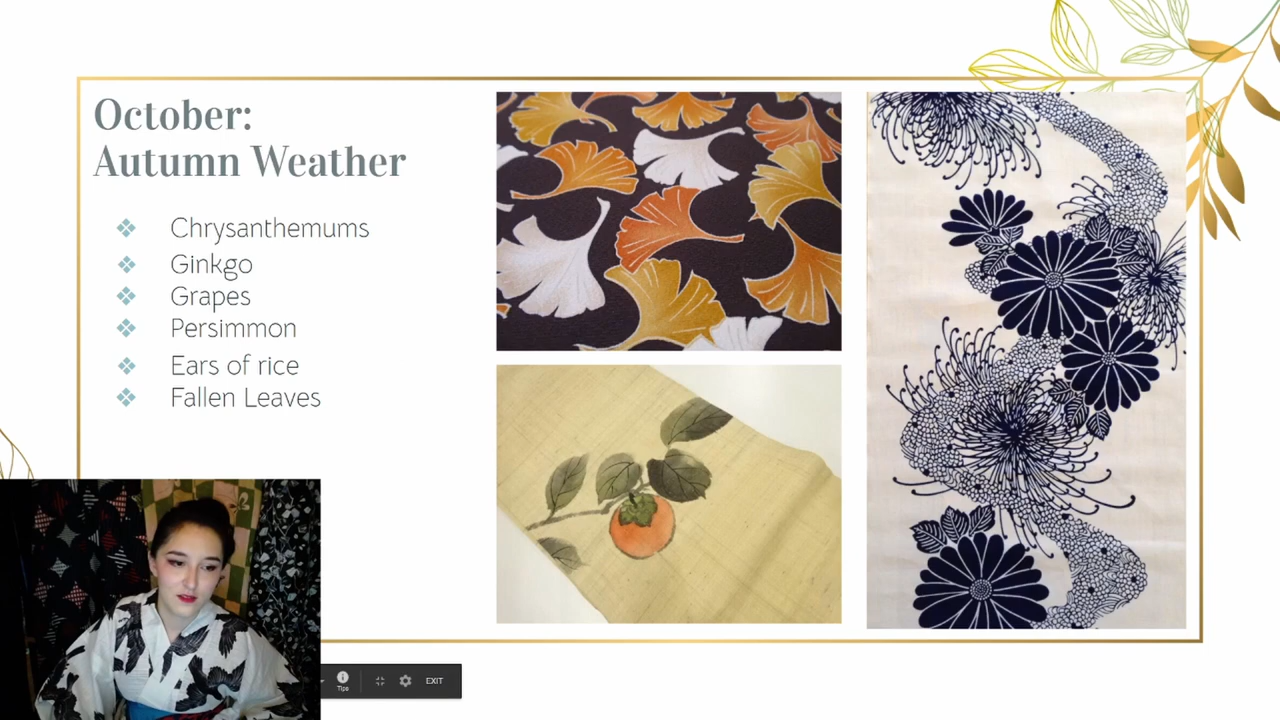 October:
Autumn Weather
Chrysanthemums
Ginkgo
Grapes
Persimmon
Ears of rice
Fallen Leaves
Tips
EXIT